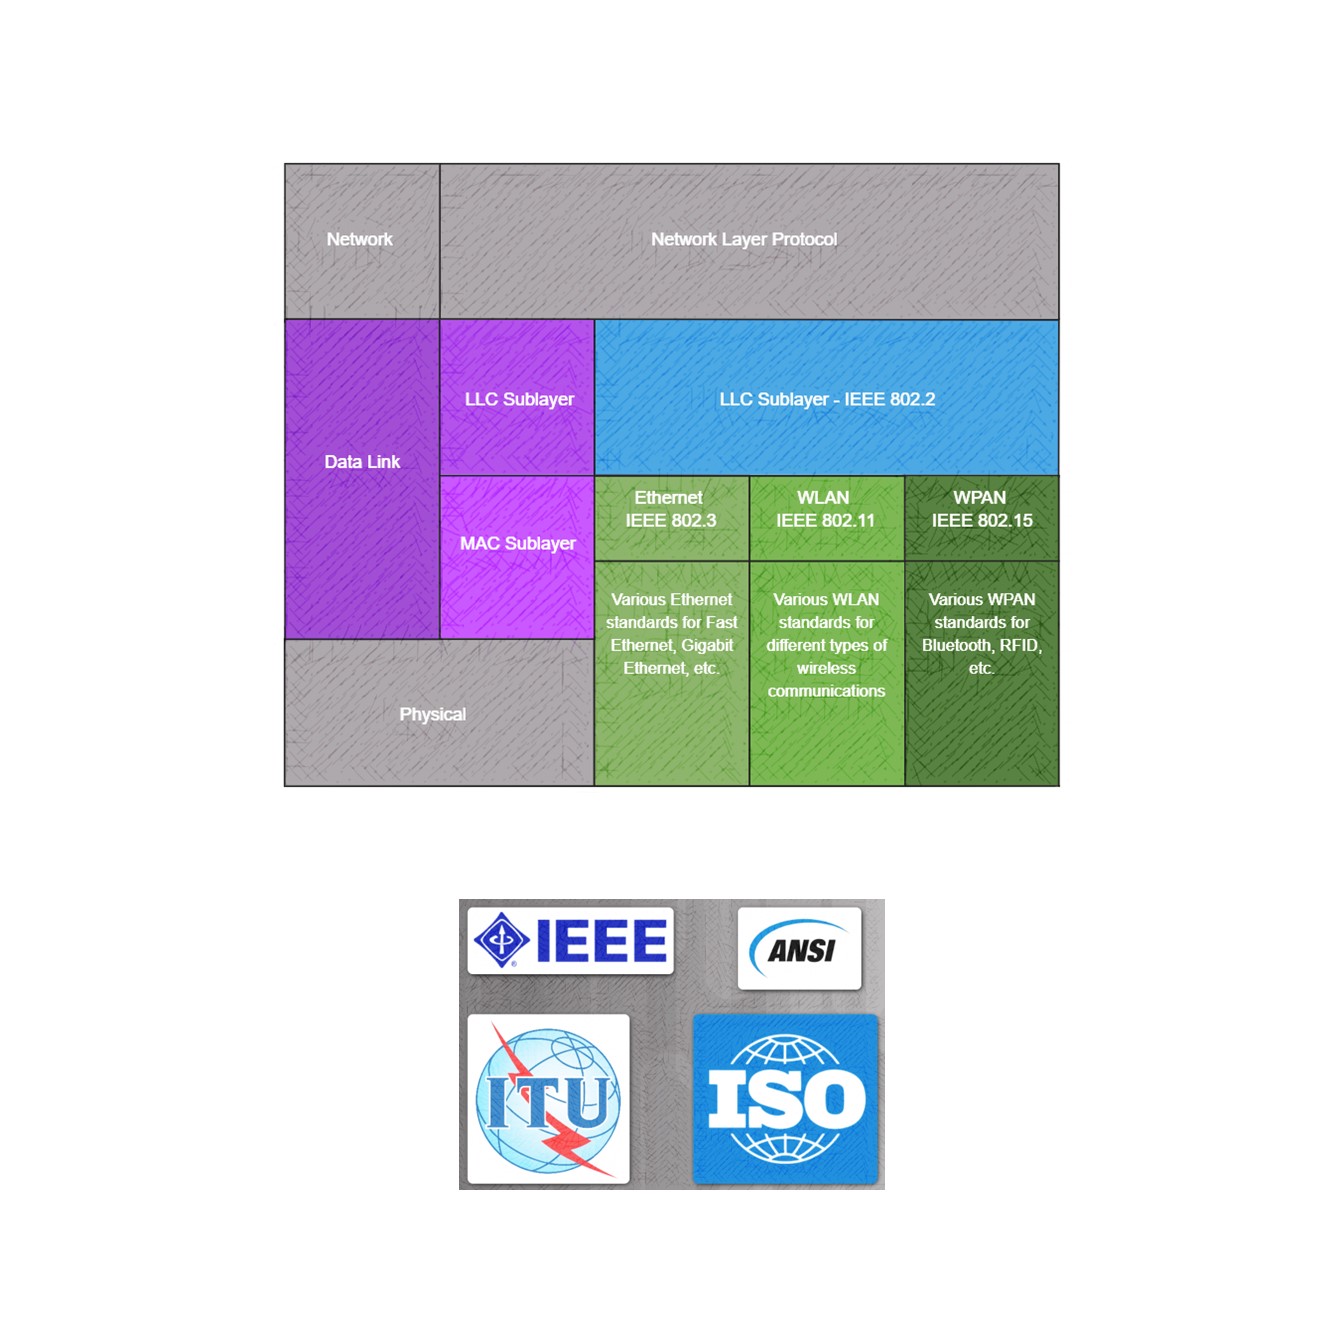 Network
Network Layer Protocol
Data Link
LLC Sublayer
LLC Sublayer - IEEE 802.2
MAC Sublayer
Ethernet
IEEE 802.3
WLAN
IEEE 802.11
WPAN
IEEE 802.15
Various Ethernet
standards for Fast
Ethernet, Gigabit
Ethernet, etc.
Various WLAN
standards for
different types of
wireless
communications
Various WPAN
standards for
Bluetooth, RFID,
etc.
Physical
IEEE
®
ANSI
ITU
ISO